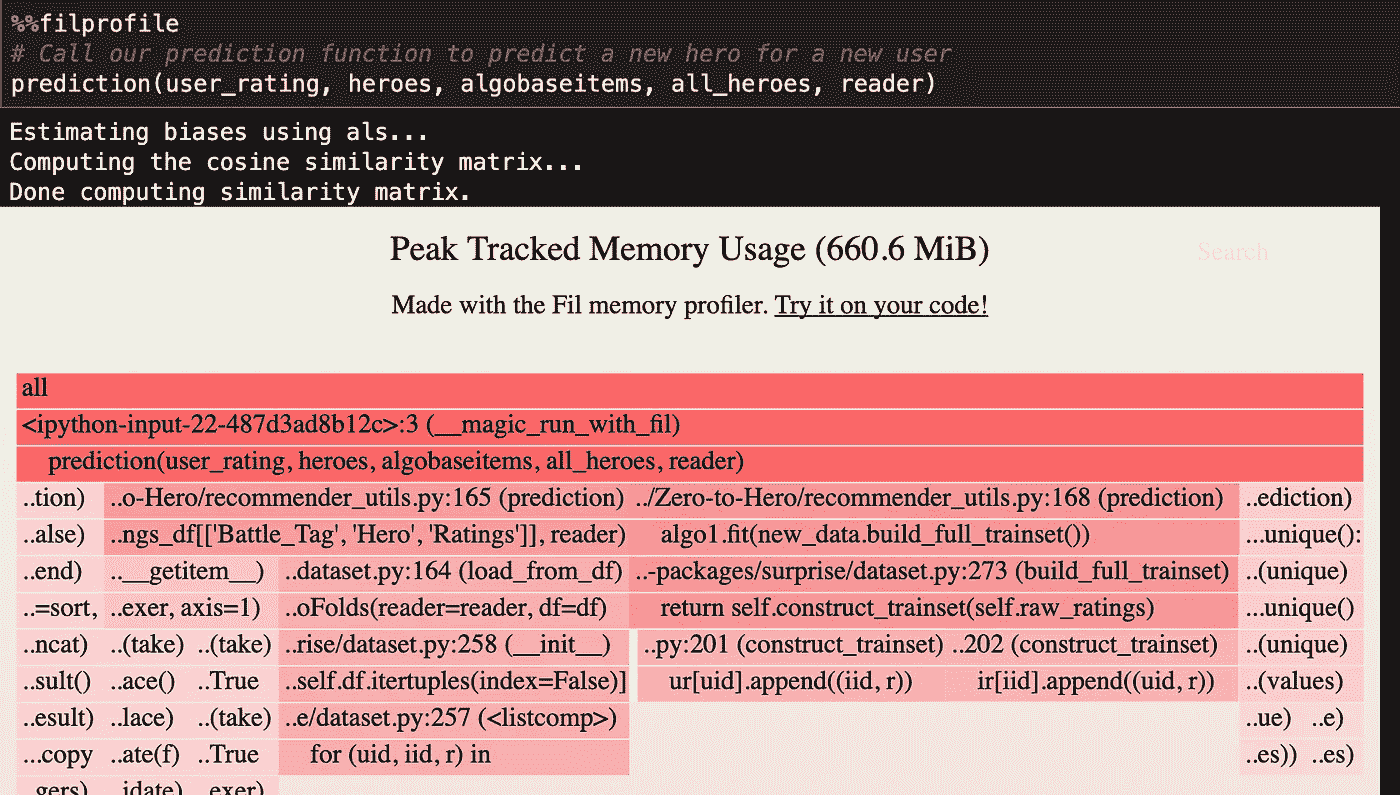 %%filprofile
# Call our prediction function to predict a new hero for a new user
prediction(user_rating, heroes, algobaseitems, all_heroes, reader)
Estimating biases using als...
Computing the cosine similarity matrix...
Done computing similarity matrix.
Peak Tracked Memory Usage (660.6 MiB) Search
Made with the Fil memory profiler. Try it on your code!
all
<ipython-input-22-487d3ad8b12c>:3 (__magic_run_with_fil)
prediction(user_rating, heroes, algobaseitems, all_heroes, reader)
..tion) ..o-Hero/recommender_utils.py:165 (prediction) ../Zero-to-Hero/recommender_utils.py:168 (prediction) ..ediction)
..alse) ..ngs_df[['Battle_Tag', 'Hero', 'Ratings']], reader) algo1.fit(new_data.build_full_trainset()) ...unique():
..end) ..__getitem__) ..dataset.py:164 (load_from_df) ..-packages/surprise/dataset.py:273 (build_full_trainset) ..(unique)
..=sort, ..exer, axis=1) ..oFolds(reader=reader, df=df) return self.construct_trainset(self.raw_ratings) ...unique()
..ncat) ..(take) ..(take) ..rise/dataset.py:258 (__init__) ..py:201 (construct_trainset) ..202 (construct_trainset) ..(unique)
..sult() ..ace() ..True ..self.df.itertuples(index=False)] ur[uid].append((iid, r)) ir[iid].append((uid, r)) ..(values)
..esult) ..lace) ..(take) ..e/dataset.py:257 (<listcomp>) ..ue) ..e)
...copy ..ate(f) ..True for (uid, iid, r) in ..es)) ..es)
..gers) ..idate) ..exer)